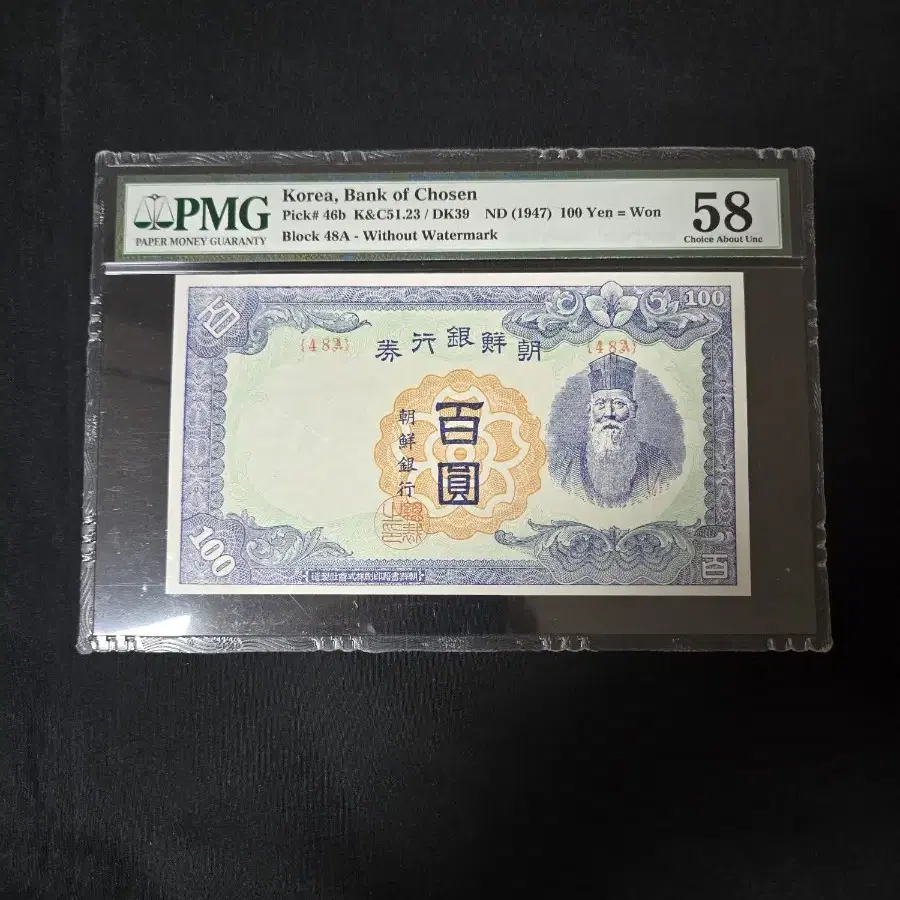 PMG
PAPER MONEY GUARANTY
Korea, Bank of Chosen
Pick# 46b K&C51.23 / DK39 ND (1947) 100 Yen = Won
Block 48A - Without Watermark
58
Choice About Unc
100
{48A}
券行銀鮮朝
{48A}
百圓
朝鮮銀行
100
百